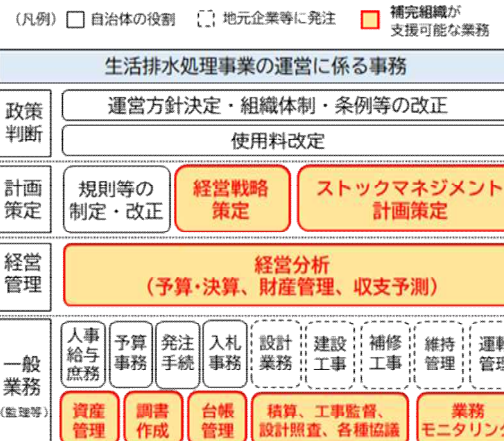 （凡例）
自治体の役割
地元企業等に発注
補完組織が
支援可能な業務
生活排水処理事業の運営に係る事務
政策
判断
運営方針決定・組織体制・条例等の改正
使用料改定
計画
策定
規則等の
制定・改正
経営戦略
策定
ストックマネジメント
計画策定
経営
管理
経営分析
（予算・決算、財産管理、収支予測）
一般
業務
（監理等）
人事
給与
庶務
予算
事務
発注
手続
入札
事務
設計
業務
建設
工事
補修
工事
維持
管理
運転
管理
資産
管理
調書
作成
台帳
管理
積算、工事監督、
設計照査、各種協議
業務
モニタリン